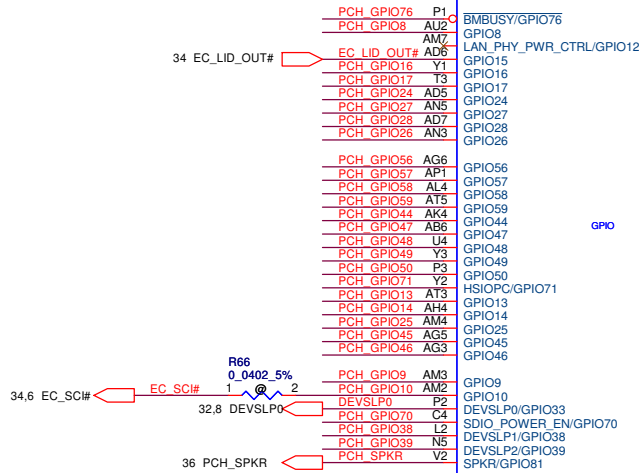 PCH_GPIO76 P1 BMBUSY/GPIO76
PCH_GPIO8 AU2 GPIO8
AM7 LAN_PHY_PWR_CTRL/GPIO12
34 EC_LID_OUT# EC_LID_OUT# AD6 GPIO15
PCH_GPIO16 Y1 GPIO16
PCH_GPIO17 T3 GPIO17
PCH_GPIO24 AD5 GPIO24
PCH_GPIO27 AN5 GPIO27
PCH_GPIO28 AD7 GPIO28
PCH_GPIO26 AN3 GPIO26
PCH_GPIO56 AG6 GPIO56
PCH_GPIO57 AP1 GPIO57
PCH_GPIO58 AL4 GPIO58
PCH_GPIO59 AT5 GPIO59
PCH_GPIO44 AK4 GPIO44
PCH_GPIO47 AB6 GPIO47
GPIO
PCH_GPIO48 U4 GPIO48
PCH_GPIO49 Y3 GPIO49
PCH_GPIO50 P3 GPIO50
PCH_GPIO71 Y2 HSIOPC/GPIO71
PCH_GPIO13 AT3 GPIO13
PCH_GPIO14 AH4 GPIO14
PCH_GPIO25 AM4 GPIO25
PCH_GPIO45 AG5 GPIO45
PCH_GPIO46 AG3 GPIO46
R66
0_0402_5%
PCH_GPIO9 AM3 GPIO9
34,6 EC_SCI# EC_SCI# 1 @ 2 PCH_GPIO10 AM2 GPIO10
32,8 DEVSLP0 DEVSLP0 P2 DEVSLP0/GPIO33
PCH_GPIO70 C4 SDIO_POWER_EN/GPIO70
PCH_GPIO38 L2 DEVSLP1/GPIO38
PCH_GPIO39 N5 DEVSLP2/GPIO39
36 PCH_SPKR PCH_SPKR V2 SPKR/GPIO81